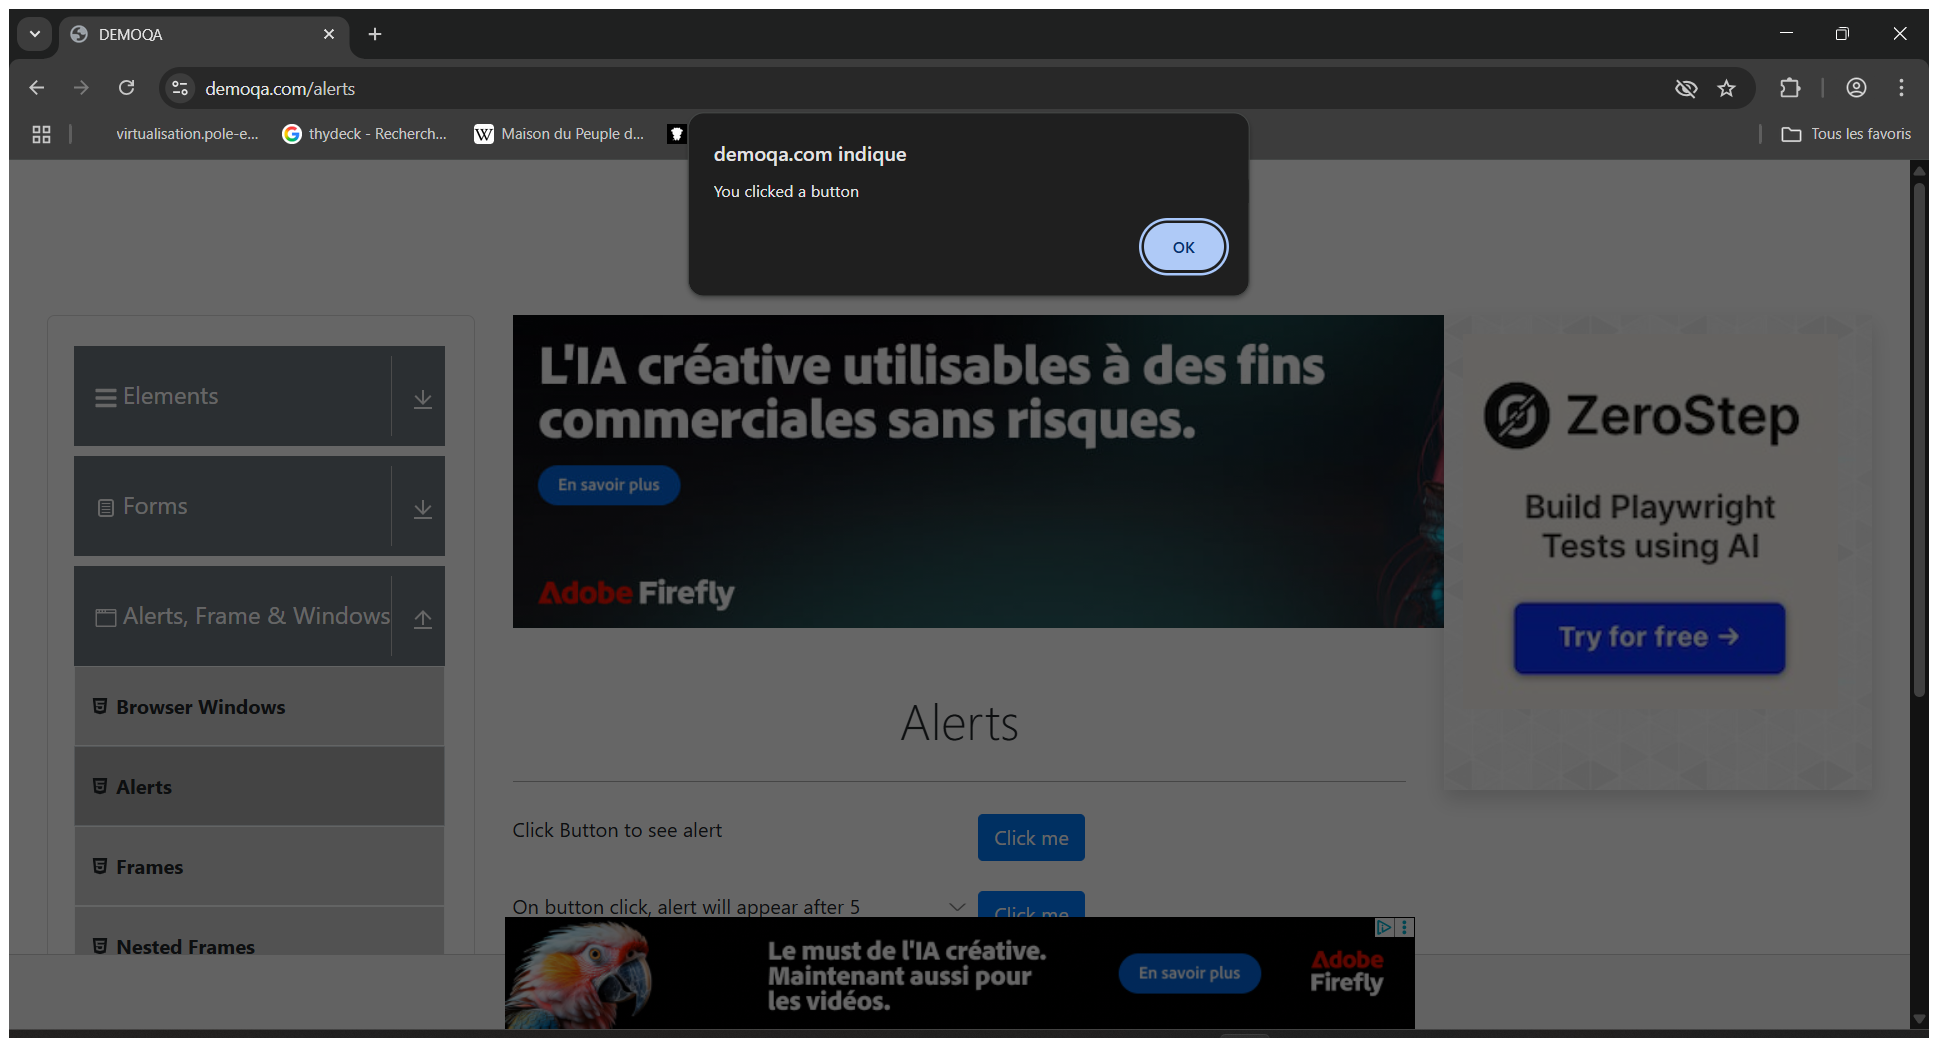 DEMOQA
demoqa.com/alerts
virtualisation.pole-e...
thydeck - Recherch...
Maison du Peuple d...
Tous les favoris
demoqa.com indique
You clicked a button
OK
Elements
Forms
Alerts, Frame & Windows
Browser Windows
Alerts
Frames
Nested Frames
L'IA créative utilisables à des fins
commerciales sans risques.
En savoir plus
Adobe Firefly
ZeroStep
Build Playwright
Tests using AI
Try for free →
Alerts
Click Button to see alert
Click me
On button click, alert will appear after 5
Click me
Le must de l'IA créative.
Maintenant aussi pour
les vidéos.
En savoir plus
Adobe
Firefly